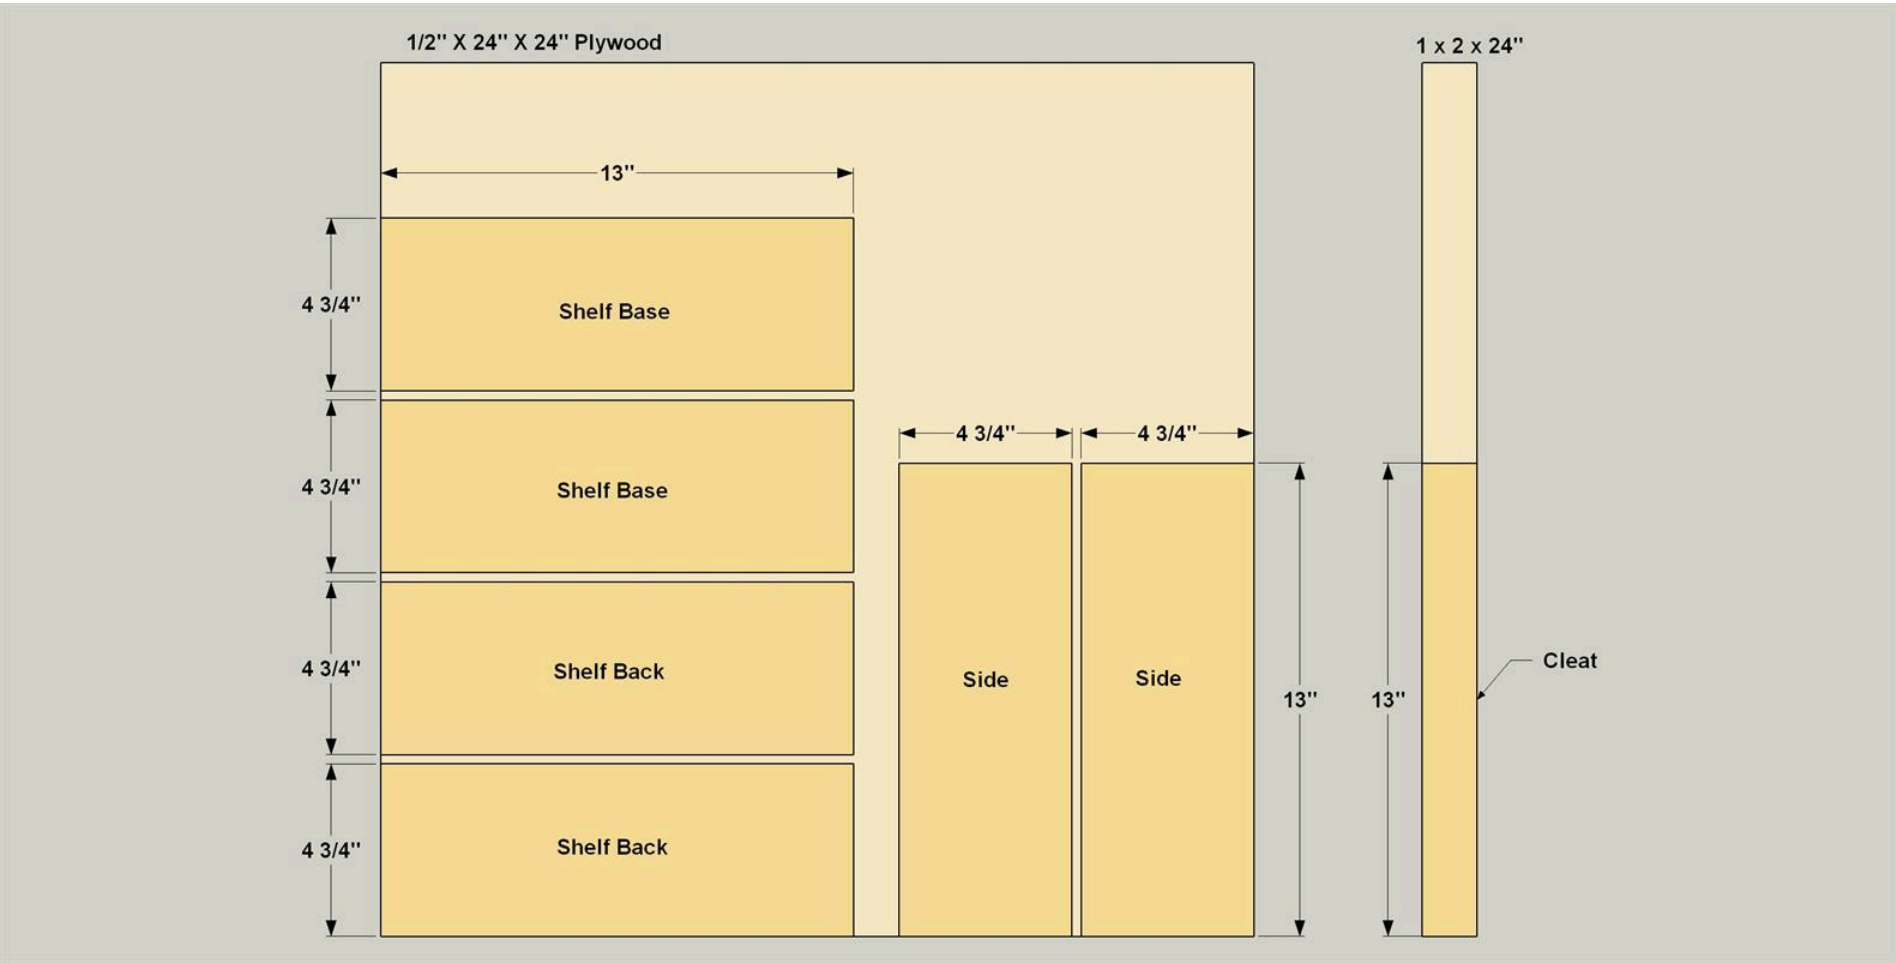 1/2" X 24" X 24" Plywood
1 x 2 x 24"
13"
4 3/4"
Shelf Base
4 3/4" 4 3/4"
4 3/4"
Shelf Base
4 3/4"
Shelf Back
Side
Side
Cleat
13"
13"
4 3/4"
Shelf Back